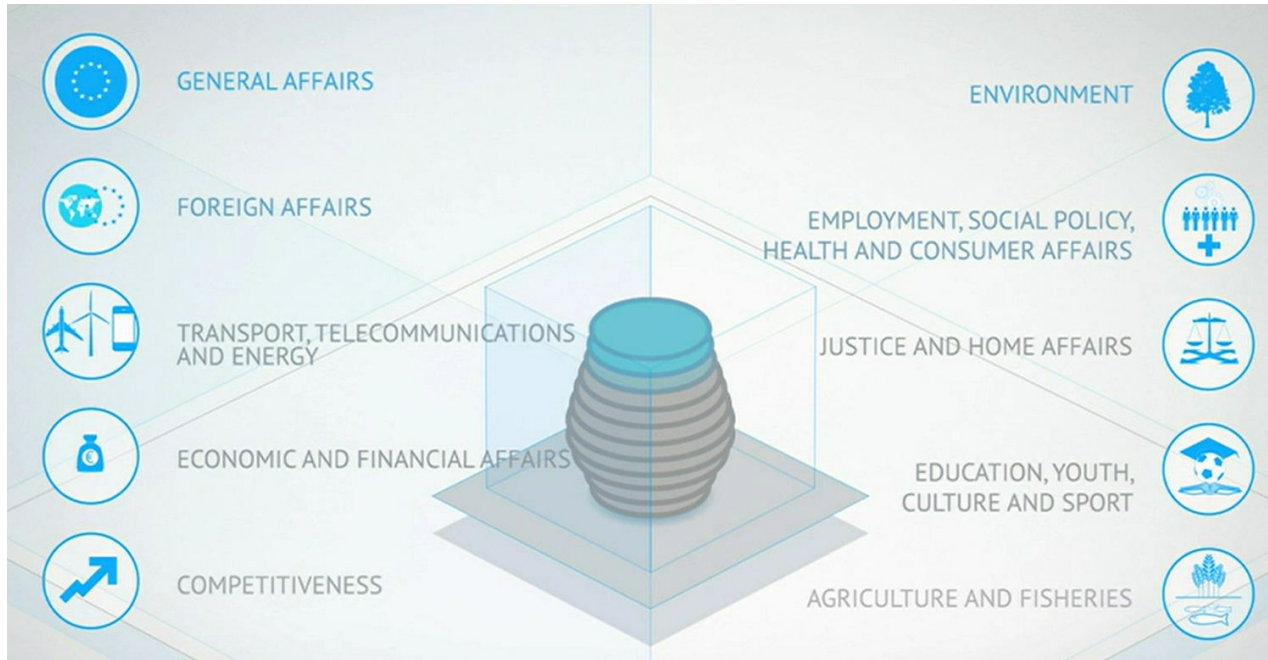 GENERAL AFFAIRS
FOREIGN AFFAIRS
TRANSPORT, TELECOMMUNICATIONS
AND ENERGY
ECONOMIC AND FINANCIAL AFFAIRS
€
COMPETITIVENESS
ENVIRONMENT
EMPLOYMENT, SOCIAL POLICY,
HEALTH AND CONSUMER AFFAIRS
JUSTICE AND HOME AFFAIRS
EDUCATION, YOUTH,
CULTURE AND SPORT
AGRICULTURE AND FISHERIES